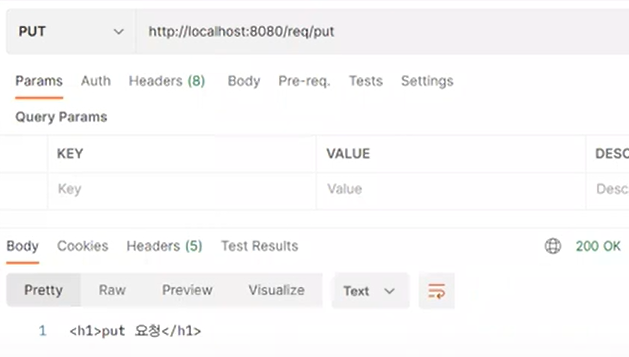 PUT http://localhost:8080/req/put
Params Auth Headers (8) Body Pre-req. Tests Settings
Query Params
KEY VALUE DESC
Key Value Desc
Body Cookies Headers (5) Test Results 200 OK
Pretty Raw Preview Visualize Text
1 <h1>put 요청</h1>